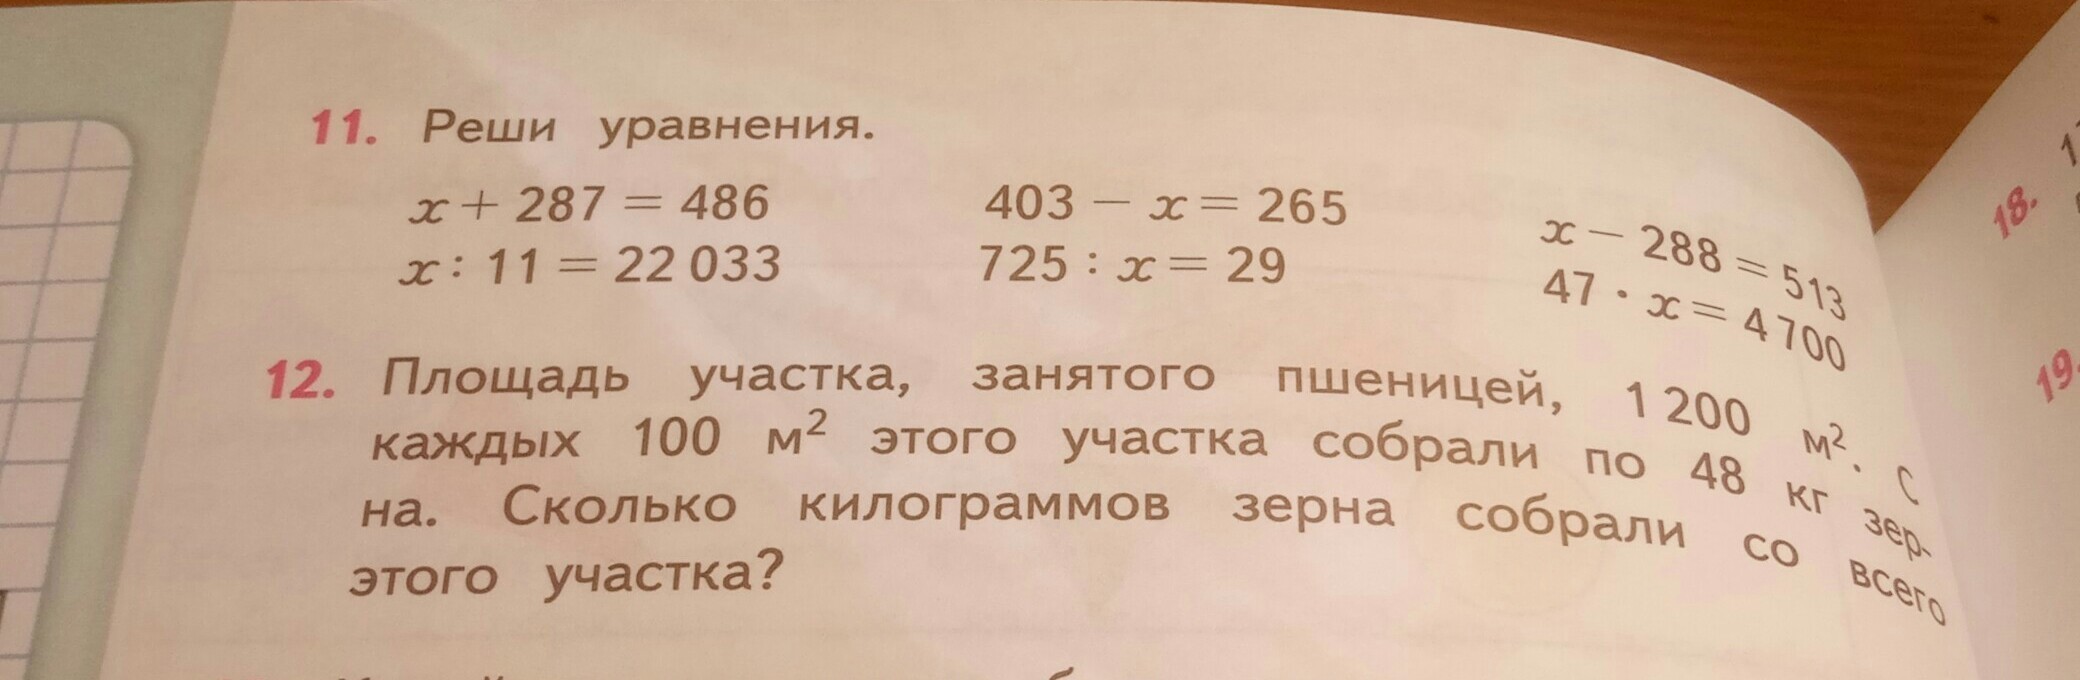 11. Реши уравнения.
x + 287 = 486 403 − x = 265 x − 288 = 513
x : 11 = 22 033 725 : x = 29 47 · x = 4 700
12. Площадь участка, занятого пшеницей, 1 200 м². С
каждых 100 м² этого участка собрали по 48 кг зер-
на. Сколько килограммов зерна собрали со всего
этого участка?
18.
19.